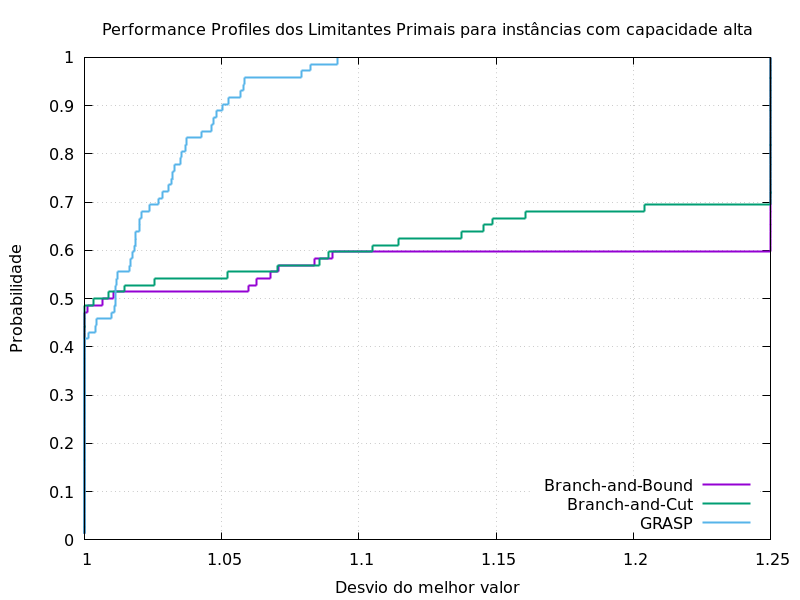 Performance Profiles dos Limitantes Primais para instâncias com capacidade alta
Probabilidade
1
0.9
0.8
0.7
0.6
0.5
0.4
0.3
0.2
0.1
0
Branch-and-Bound
Branch-and-Cut
GRASP
1 1.05 1.1 1.15 1.2 1.25
Desvio do melhor valor